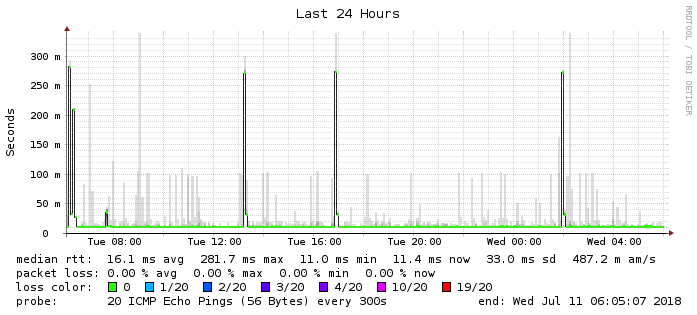 Last 24 Hours
RRDTOOL / TOBI OETIKER
Seconds
300 m
250 m
200 m
150 m
100 m
50 m
0
Tue 08:00 Tue 12:00 Tue 16:00 Tue 20:00 Wed 00:00 Wed 04:00
median rtt: 16.1 ms avg 281.7 ms max 11.0 ms min 11.4 ms now 33.0 ms sd 487.2 m am/s
packet loss: 0.00 % avg 0.00 % max 0.00 % min 0.00 % now
loss color: 0 1/20 2/20 3/20 4/20 10/20 19/20
probe: 20 ICMP Echo Pings (56 Bytes) every 300s end: Wed Jul 11 06:05:07 2018